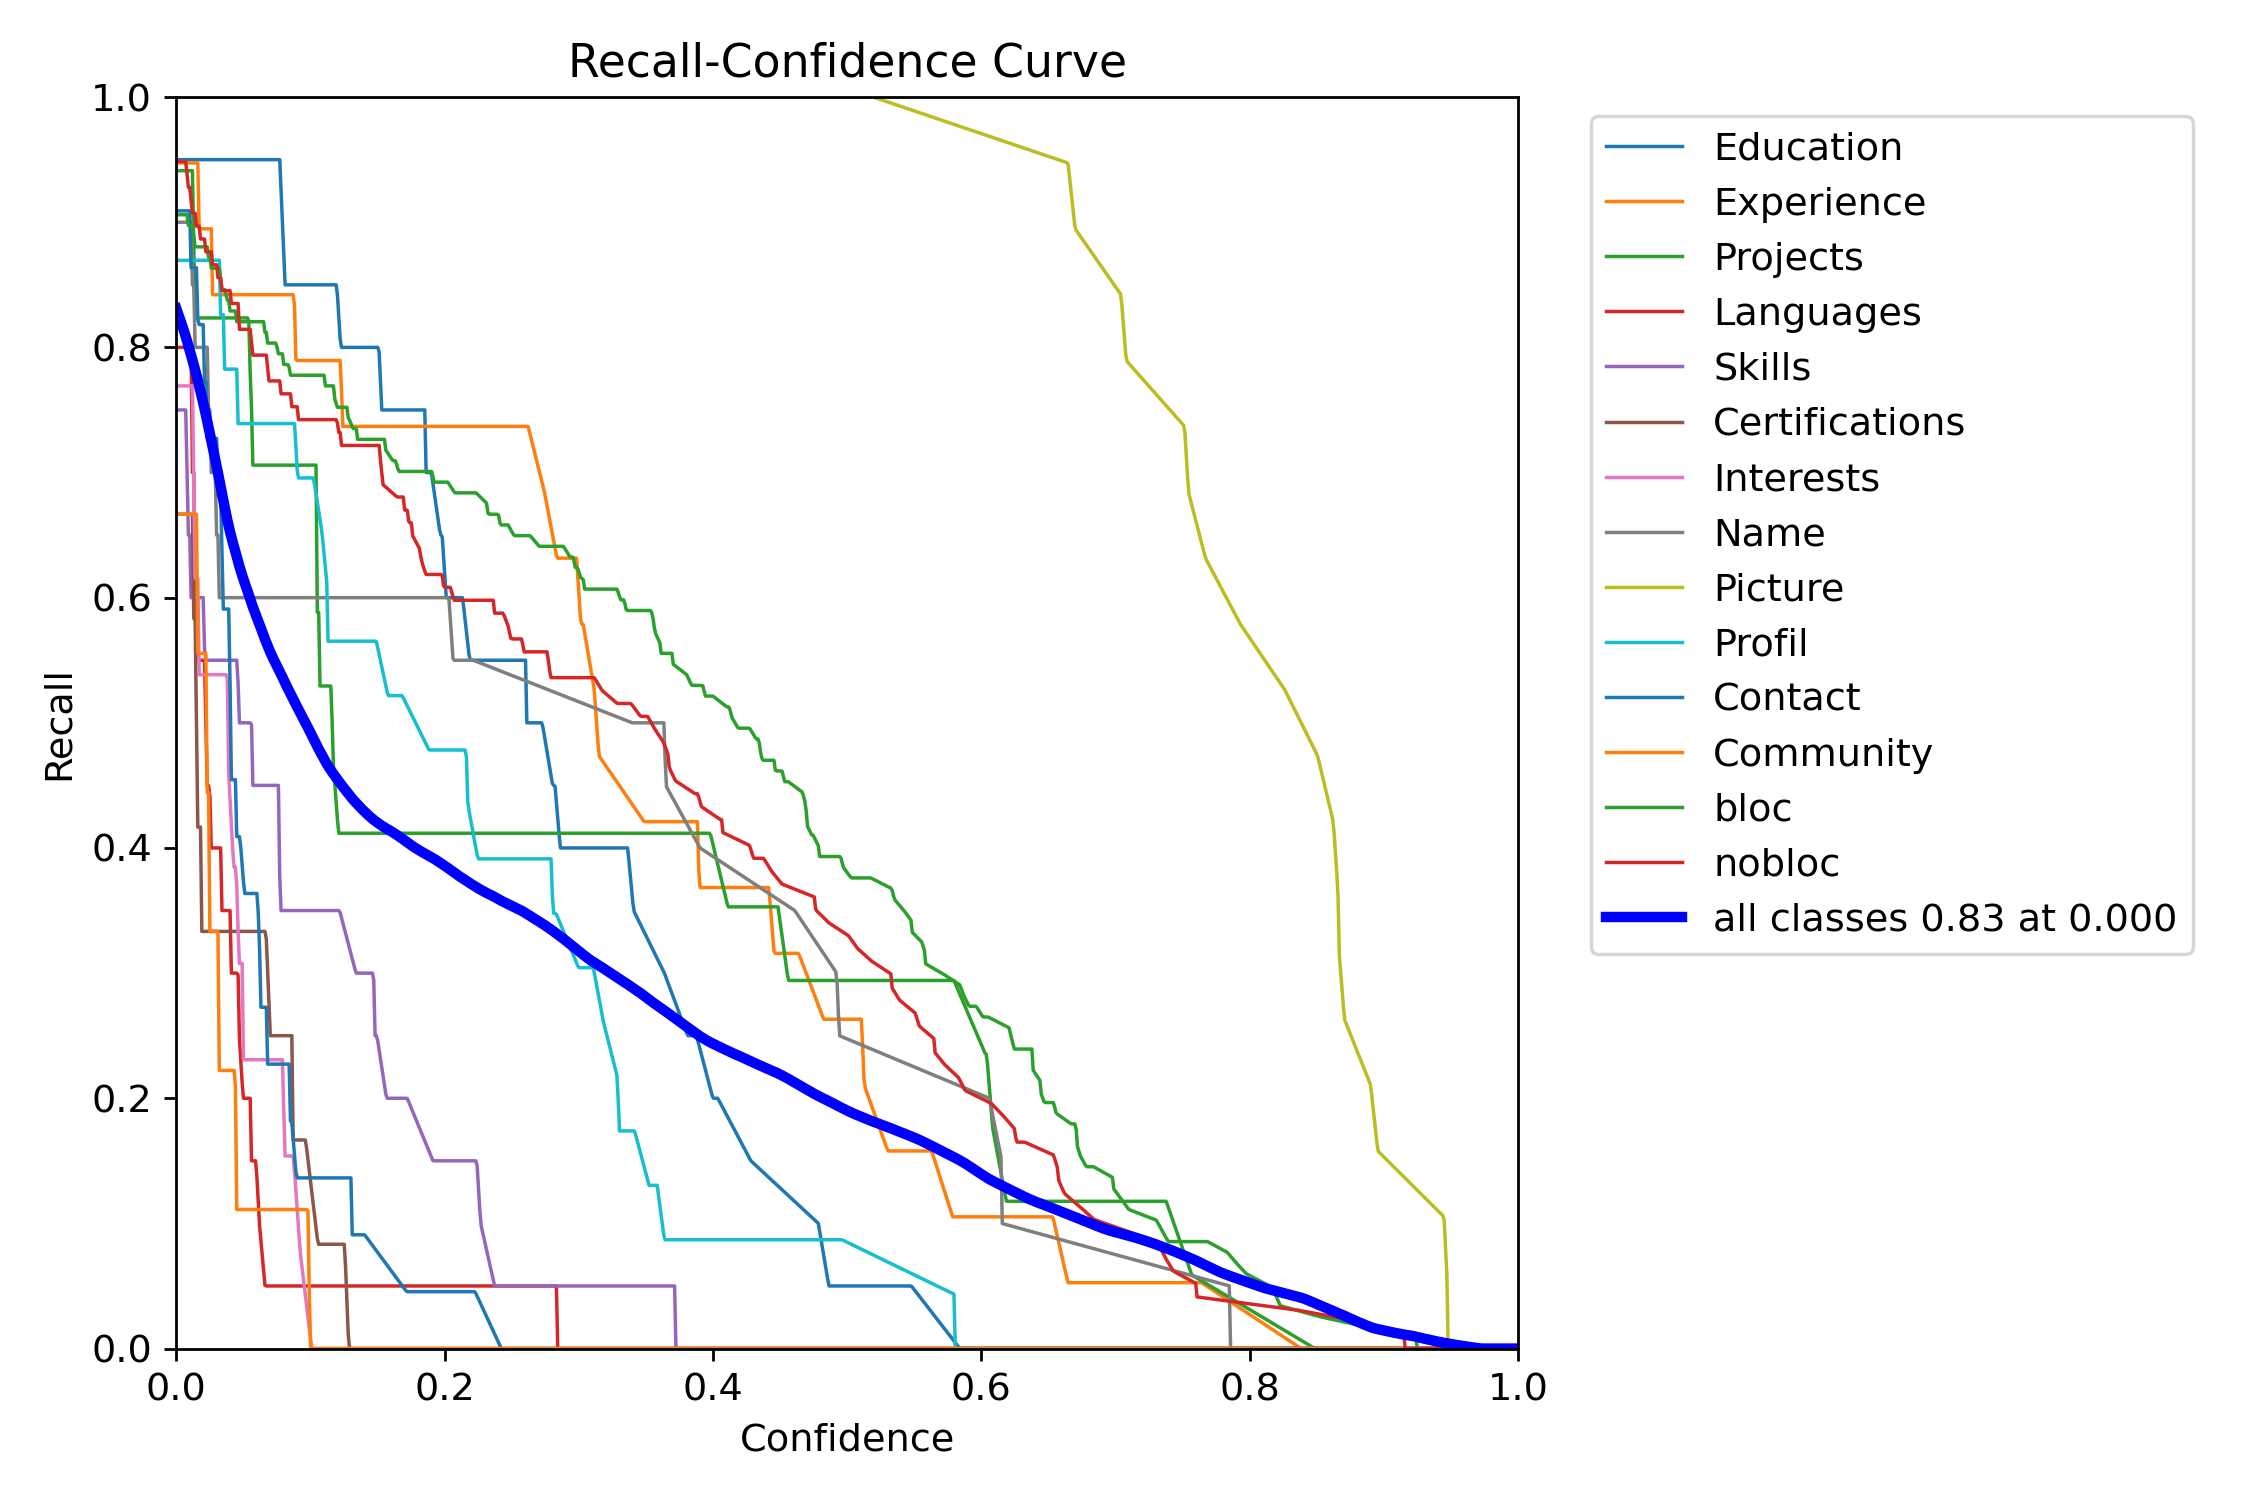 Recall-Confidence Curve
1.0
0.8
0.6
0.4
0.2
0.0
Recall
0.0 0.2 0.4 0.6 0.8 1.0
Confidence
Education
Experience
Projects
Languages
Skills
Certifications
Interests
Name
Picture
Profil
Contact
Community
bloc
nobloc
all classes 0.83 at 0.000